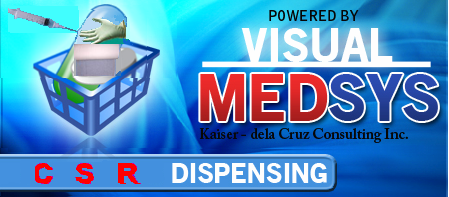 POWERED BY
VISUAL
MEDSYS
Kaiser - dela Cruz Consulting Inc.
C S R DISPENSING